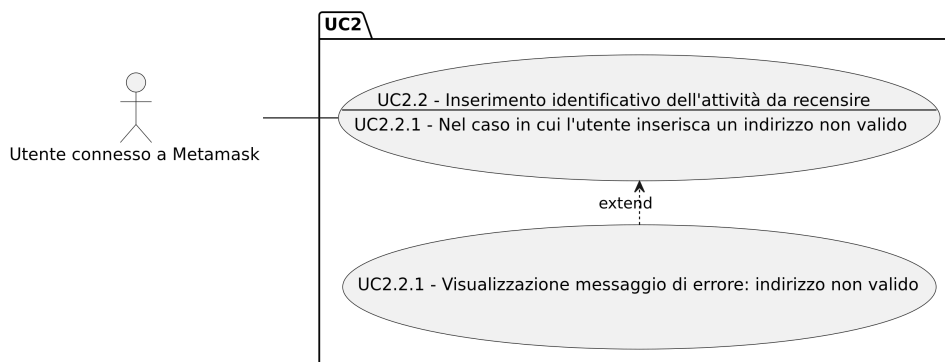 UC2
UC2.2 - Inserimento identificativo dell'attività da recensire
UC2.2.1 - Nel caso in cui l'utente inserisca un indirizzo non valido
Utente connesso a Metamask
extend
UC2.2.1 - Visualizzazione messaggio di errore: indirizzo non valido